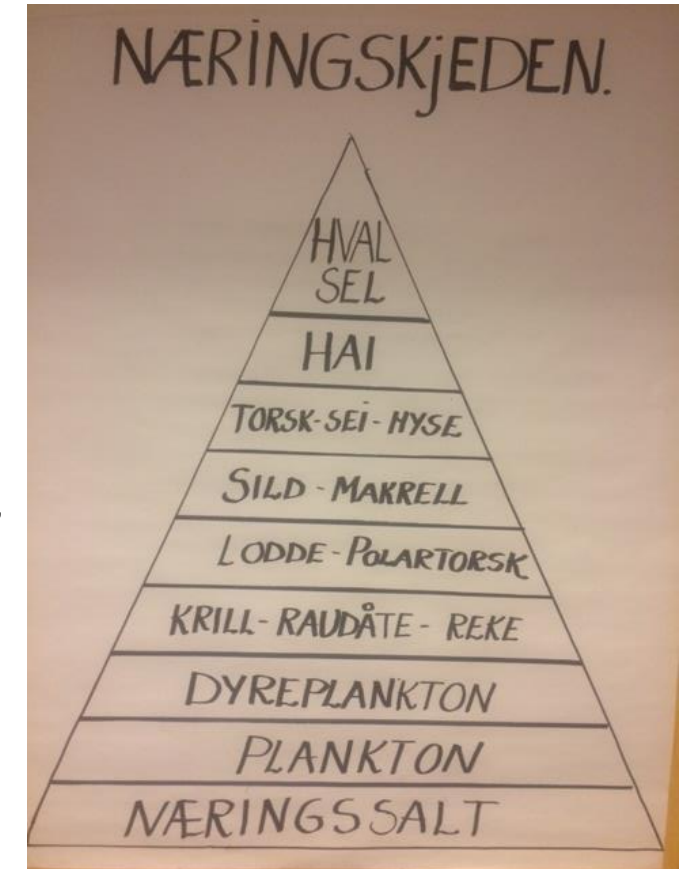 NÆRINGSKjEDEN.
HVAL
SEL
HAI
TORSK-SEi-HYSE
SILD - MAKRELL
LODDE-POLARTORSK
KRILL-RAUDÅTE - REKE
DYREPLANKTON
PLANKTON
NÆRINGSSALT